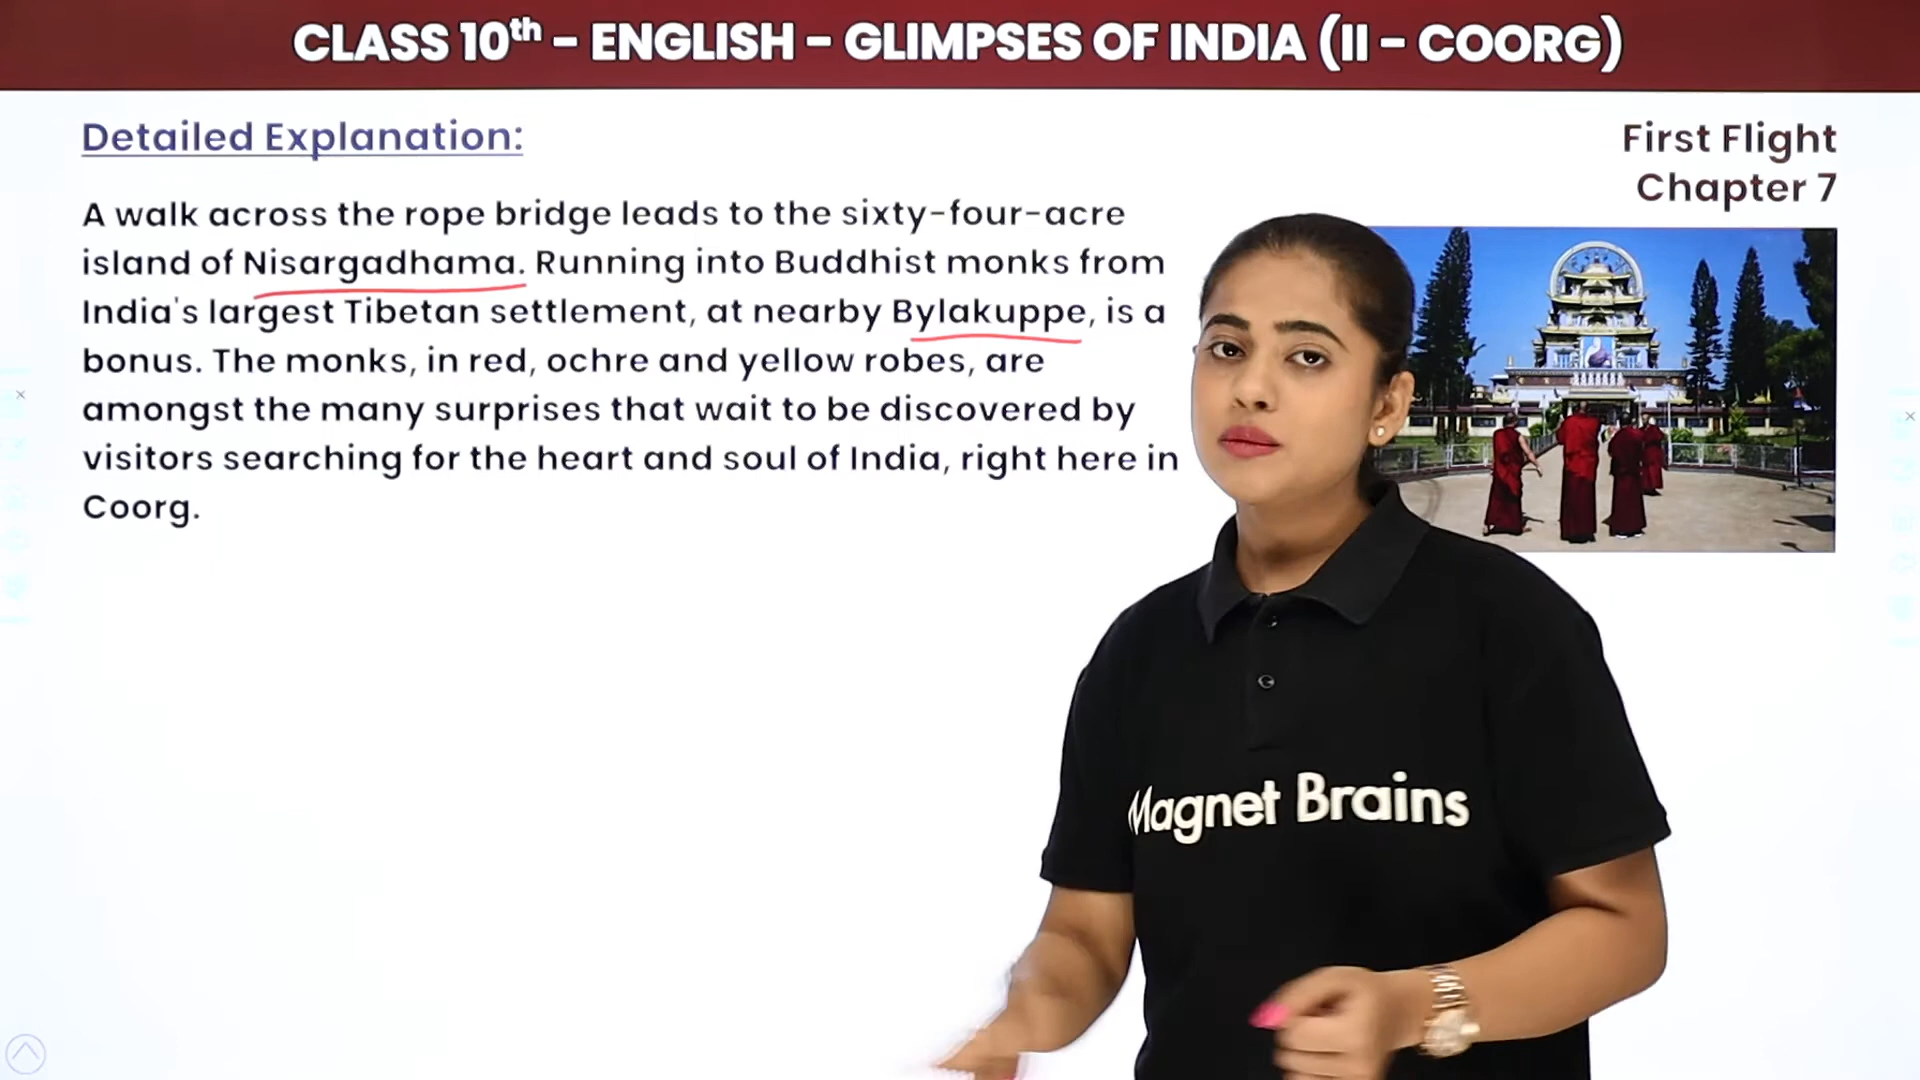 CLASS 10th – ENGLISH – GLIMPSES OF INDIA (II – COORG)
Detailed Explanation:
First Flight
Chapter 7
A walk across the rope bridge leads to the sixty-four-acre
island of Nisargadhama. Running into Buddhist monks from
India's largest Tibetan settlement, at nearby Bylakuppe, is a
bonus. The monks, in red, ochre and yellow robes, are
amongst the many surprises that wait to be discovered by
visitors searching for the heart and soul of India, right here in
Coorg.
Magnet Brains